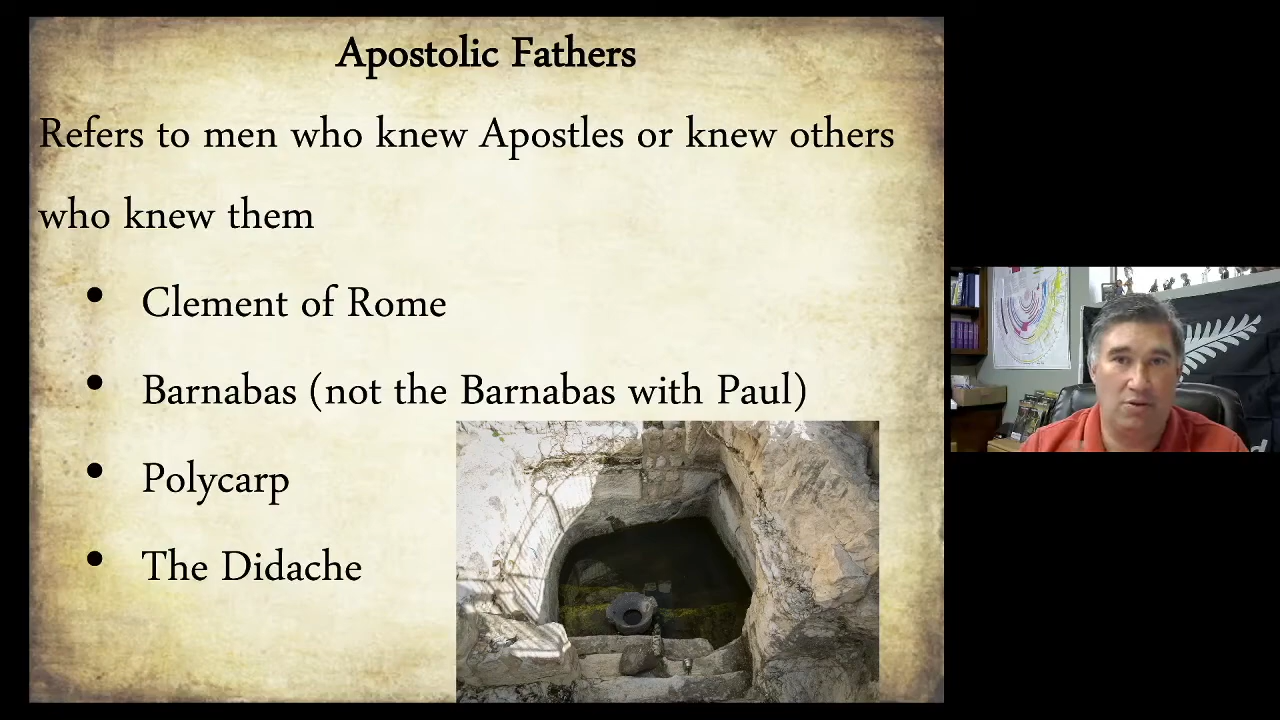 Apostolic Fathers
Refers to men who knew Apostles or knew others
who knew them
• Clement of Rome
• Barnabas (not the Barnabas with Paul)
• Polycarp
• The Didache